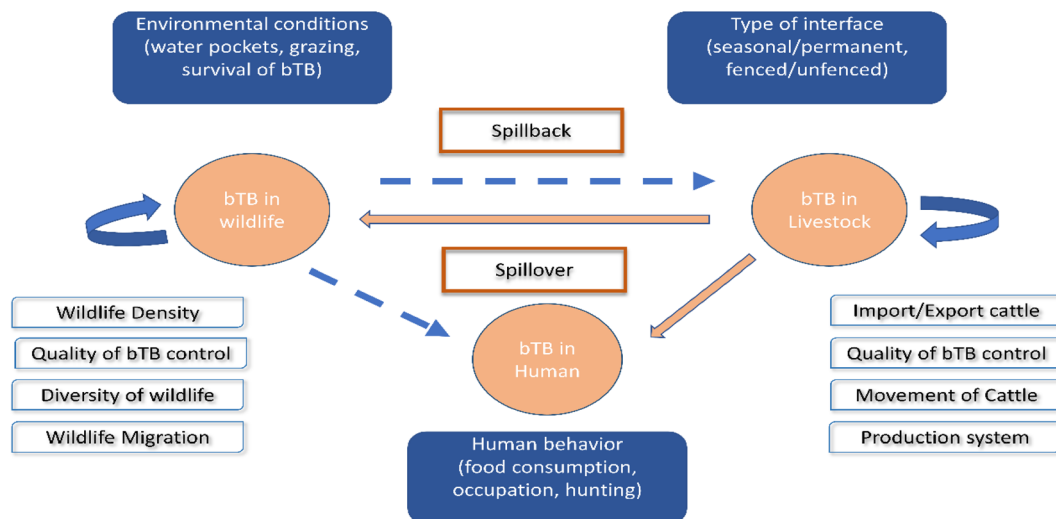 Environmental conditions
(water pockets, grazing,
survival of bTB)
Type of interface
(seasonal/permanent,
fenced/unfenced)
Spillback
bTB in
wildlife
bTB in
Livestock
Spillover
bTB in
Human
Wildlife Density
Quality of bTB control
Diversity of wildlife
Wildlife Migration
Import/Export cattle
Quality of bTB control
Movement of Cattle
Production system
Human behavior
(food consumption,
occupation, hunting)